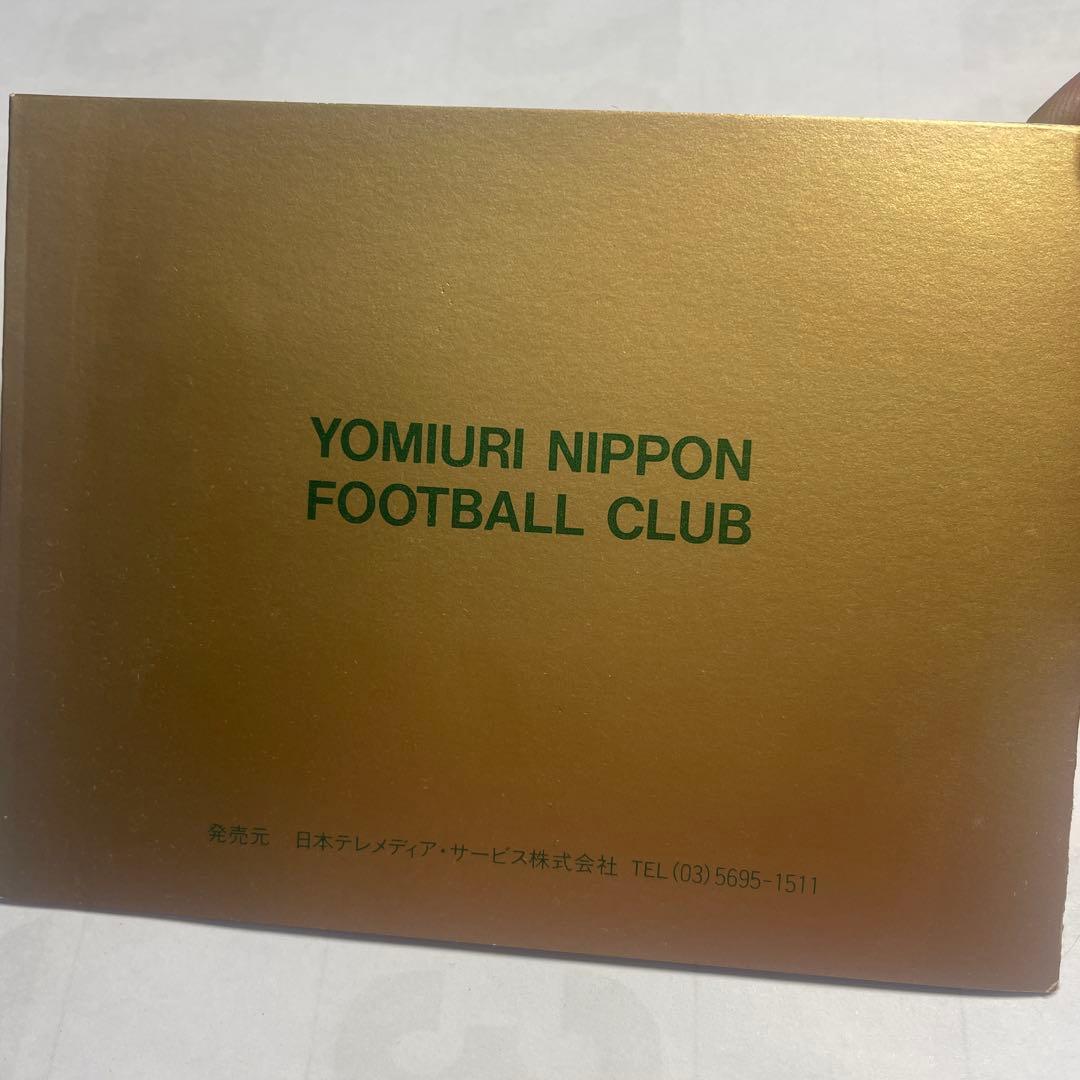 YOMIURI NIPPON
FOOTBALL CLUB
発売元　日本テレメディア・サービス株式会社 TEL(03)5695-1511